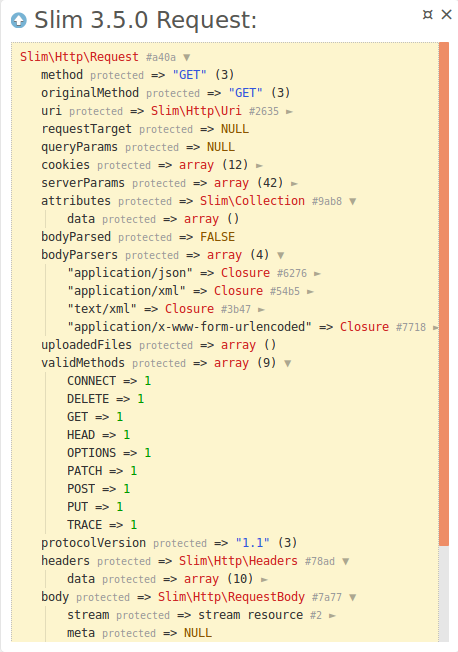 Slim 3.5.0 Request:
¤ ×
Slim\Http\Request #a40a ▼
method protected => "GET" (3)
originalMethod protected => "GET" (3)
uri protected => Slim\Http\Uri #2635 ►
requestTarget protected => NULL
queryParams protected => NULL
cookies protected => array (12) ►
serverParams protected => array (42) ►
attributes protected => Slim\Collection #9ab8 ▼
data protected => array ()
bodyParsed protected => FALSE
bodyParsers protected => array (4) ▼
"application/json" => Closure #6276 ►
"application/xml" => Closure #54b5 ►
"text/xml" => Closure #3b47 ►
"application/x-www-form-urlencoded" => Closure #7718 ►
uploadedFiles protected => array ()
validMethods protected => array (9) ▼
CONNECT => 1
DELETE => 1
GET => 1
HEAD => 1
OPTIONS => 1
PATCH => 1
POST => 1
PUT => 1
TRACE => 1
protocolVersion protected => "1.1" (3)
headers protected => Slim\Http\Headers #78ad ▼
data protected => array (10) ►
body protected => Slim\Http\RequestBody #7a77 ▼
stream protected => stream resource #2 ►
meta protected => NULL